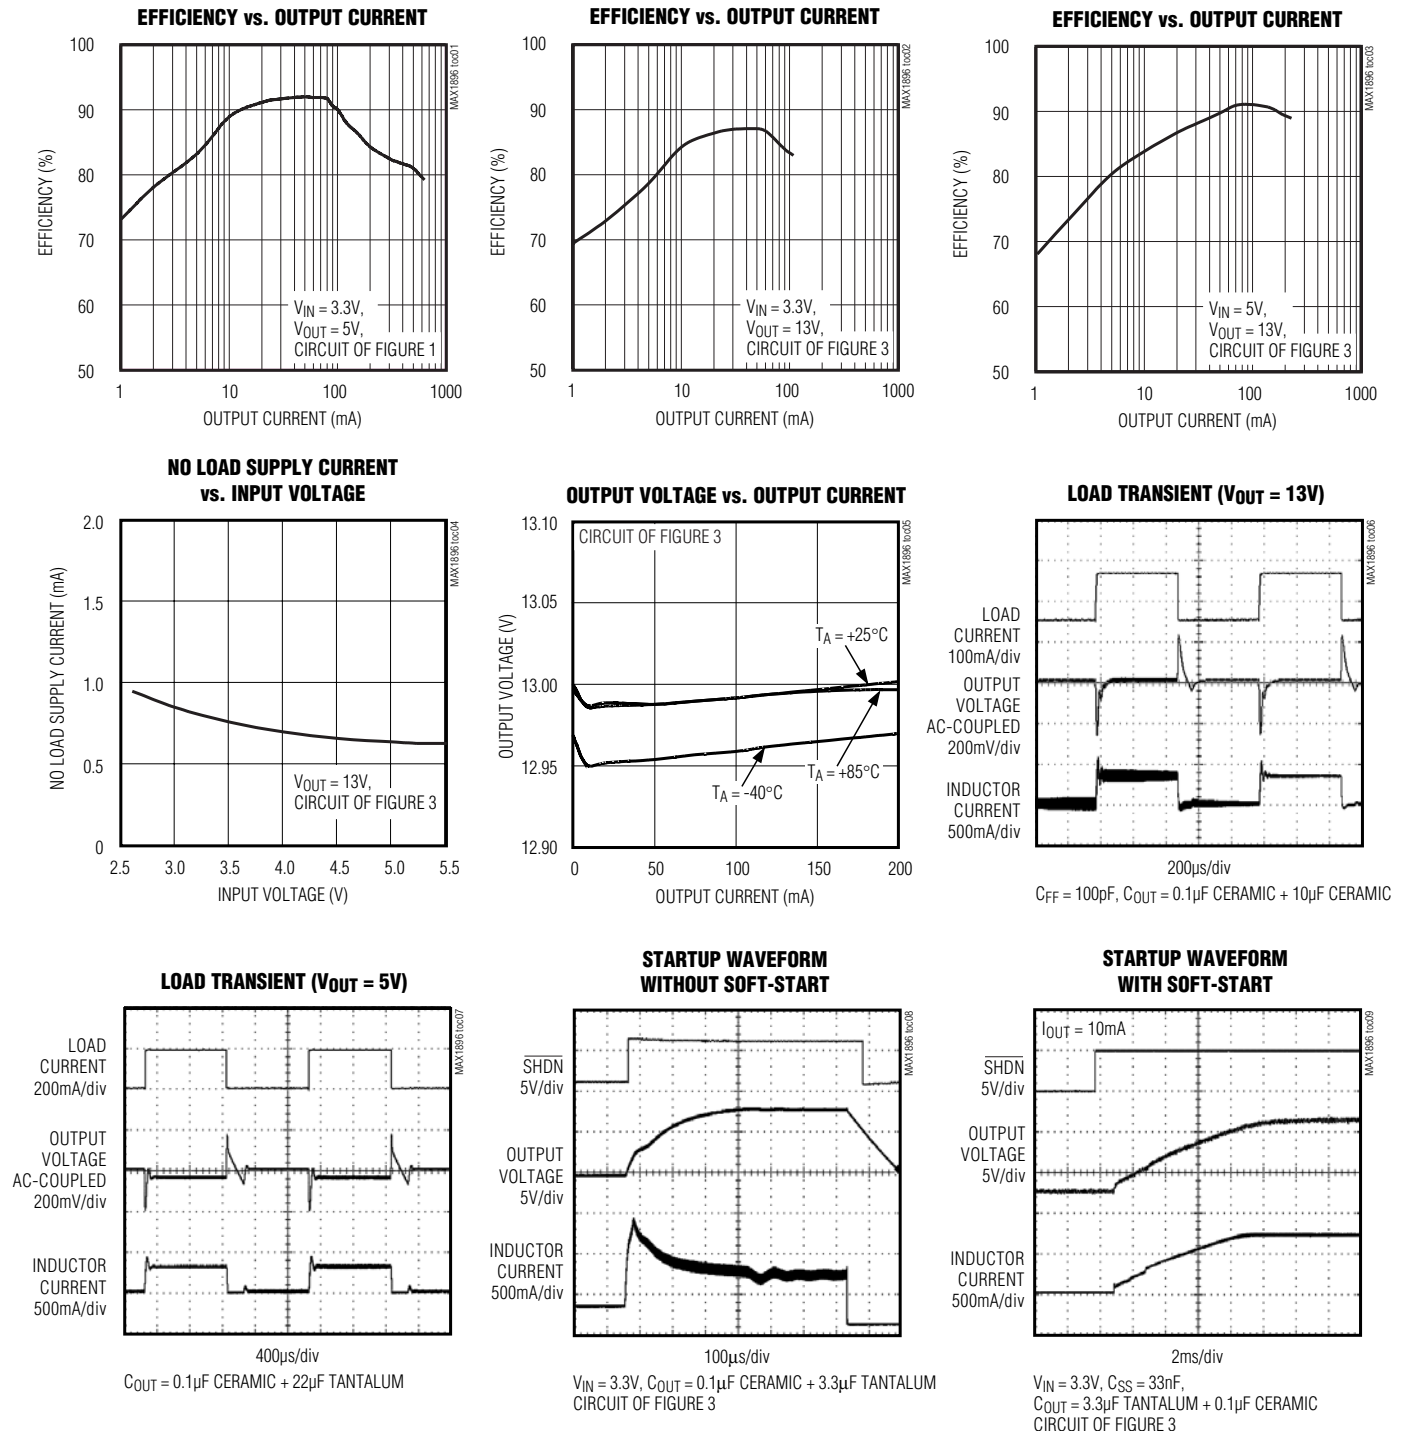 EFFICIENCY vs. OUTPUT CURRENT
MAX1896 toc01
EFFICIENCY (%)
100
90
80
70
60
50
VIN = 3.3V,
VOUT = 5V,
CIRCUIT OF FIGURE 1
1 10 100 1000
OUTPUT CURRENT (mA)
EFFICIENCY vs. OUTPUT CURRENT
MAX1896 toc02
EFFICIENCY (%)
100
90
80
70
60
50
VIN = 3.3V,
VOUT = 13V,
CIRCUIT OF FIGURE 3
1 10 100 1000
OUTPUT CURRENT (mA)
EFFICIENCY vs. OUTPUT CURRENT
MAX1896 toc03
EFFICIENCY (%)
100
90
80
70
60
50
VIN = 5V,
VOUT = 13V,
CIRCUIT OF FIGURE 3
1 10 100 1000
OUTPUT CURRENT (mA)
NO LOAD SUPPLY CURRENT
vs. INPUT VOLTAGE
MAX1896 toc04
NO LOAD SUPPLY CURRENT (mA)
2.0
1.5
1.0
0.5
0
VOUT = 13V,
CIRCUIT OF FIGURE 3
2.5 3.0 3.5 4.0 4.5 5.0 5.5
INPUT VOLTAGE (V)
OUTPUT VOLTAGE vs. OUTPUT CURRENT
MAX1896 toc05
OUTPUT VOLTAGE (V)
13.10
13.05
13.00
12.95
12.90
CIRCUIT OF FIGURE 3
TA = +25°C
TA = +85°C
TA = -40°C
0 50 100 150 200
OUTPUT CURRENT (mA)
LOAD TRANSIENT (VOUT = 13V)
MAX1896 toc06
LOAD
CURRENT
100mA/div
OUTPUT
VOLTAGE
AC-COUPLED
200mV/div
INDUCTOR
CURRENT
500mA/div
200µs/div
CFF = 100pF, COUT = 0.1µF CERAMIC + 10µF CERAMIC
LOAD TRANSIENT (VOUT = 5V)
MAX1896 toc07
LOAD
CURRENT
200mA/div
OUTPUT
VOLTAGE
AC-COUPLED
200mV/div
INDUCTOR
CURRENT
500mA/div
400µs/div
COUT = 0.1µF CERAMIC + 22µF TANTALUM
STARTUP WAVEFORM
WITHOUT SOFT-START
MAX1896 toc08
SHDN
5V/div
OUTPUT
VOLTAGE
5V/div
INDUCTOR
CURRENT
500mA/div
100µs/div
VIN = 3.3V, COUT = 0.1µF CERAMIC + 3.3µF TANTALUM
CIRCUIT OF FIGURE 3
STARTUP WAVEFORM
WITH SOFT-START
MAX1896 toc09
IOUT = 10mA
SHDN
5V/div
OUTPUT
VOLTAGE
5V/div
INDUCTOR
CURRENT
500mA/div
2ms/div
VIN = 3.3V, CSS = 33nF,
COUT = 3.3µF TANTALUM + 0.1µF CERAMIC
CIRCUIT OF FIGURE 3